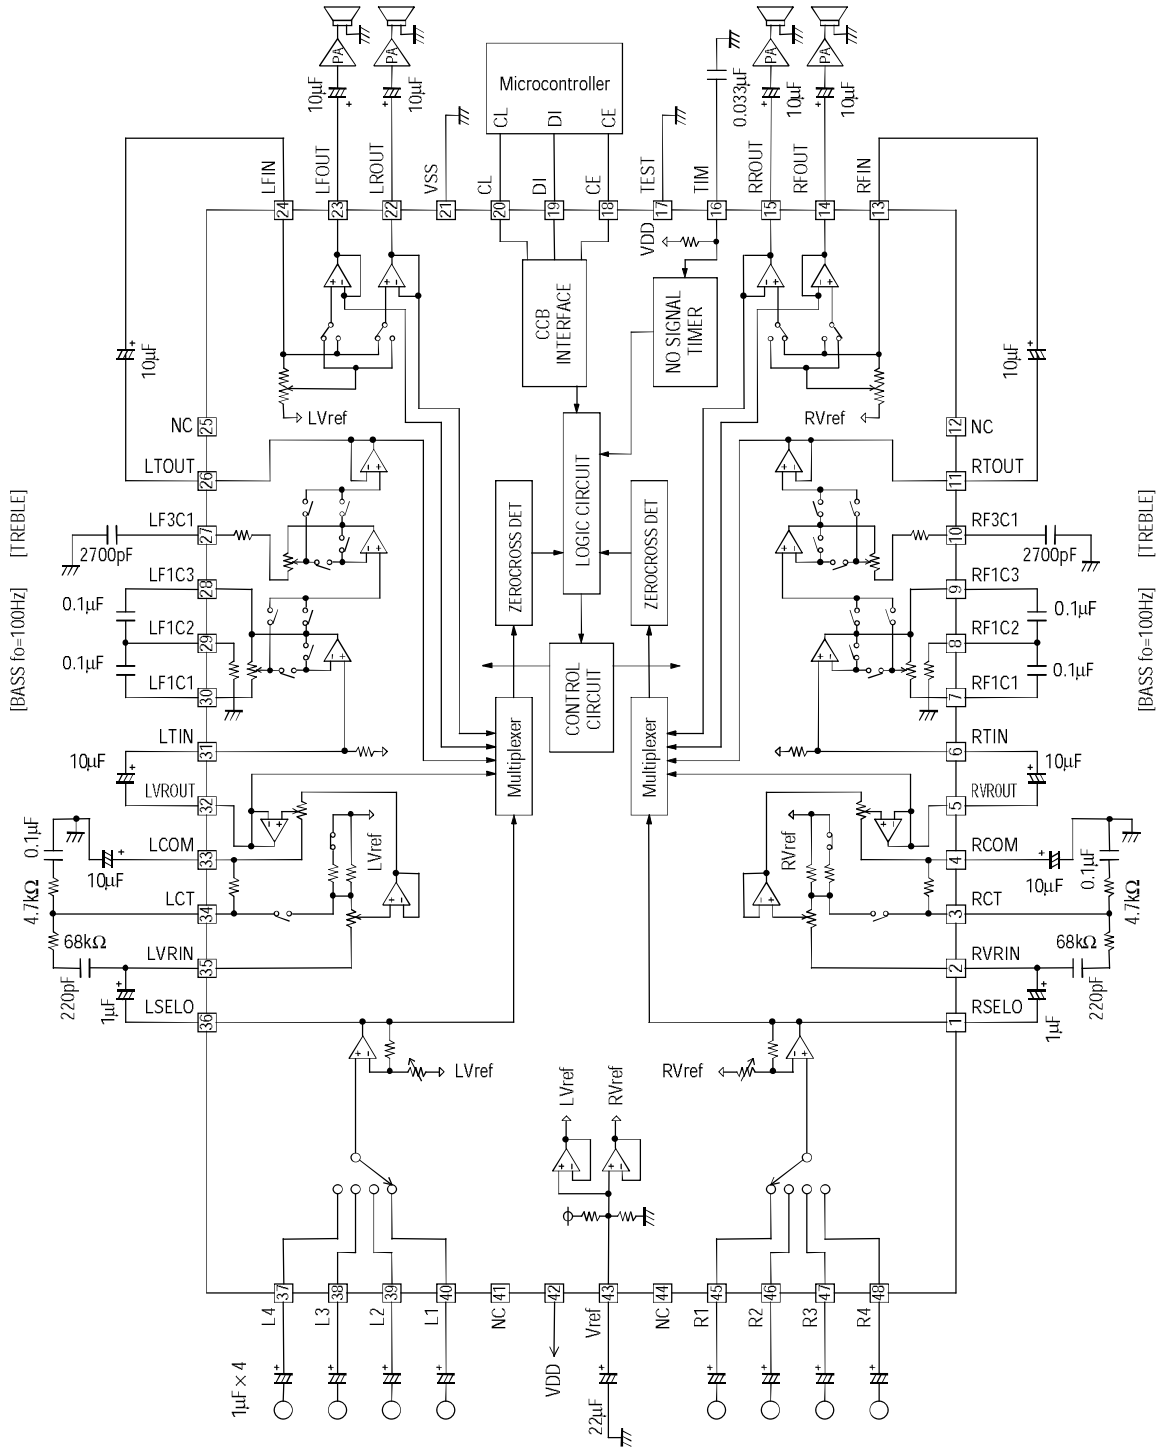 PA
PA
PA
PA
10µF
10µF
0.033µF
10µF
10µF
Microcontroller
CL
DI
CE
LFIN
LFOUT
LROUT
VSS
CL
DI
CE
TEST
TIM
RROUT
RFOUT
RFIN
24
23
22
21
20
19
18
17
16
15
14
13
VDD
CCB
INTERFACE
NO SIGNAL
TIMER
10µF
10µF
LVref
RVref
NC
25
12
NC
LTOUT
26
11
RTOUT
[TREBLE]
[TREBLE]
LF3C1
27
10
RF3C1
2700pF
2700pF
ZEROCROSS DET
LOGIC CIRCUIT
ZEROCROSS DET
LF1C3
28
9
RF1C3
0.1µF
0.1µF
[BASS fo=100Hz]
[BASS fo=100Hz]
LF1C2
29
8
RF1C2
0.1µF
0.1µF
LF1C1
30
7
RF1C1
CONTROL
CIRCUIT
Multiplexer
Multiplexer
LTIN
31
6
RTIN
10µF
10µF
LVROUT
32
5
RVROUT
0.1µF
0.1µF
LVref
RVref
LCOM
33
4
RCOM
10µF
10µF
4.7kΩ
4.7kΩ
LCT
34
3
RCT
68kΩ
68kΩ
LVRIN
35
2
RVRIN
220pF
220pF
1µF
1µF
LSELO
36
1
RSELO
LVref
RVref
LVref
RVref
37
38
39
40
41
42
43
44
45
46
47
48
L4
L3
L2
L1
NC
VDD
Vref
NC
R1
R2
R3
R4
1µF × 4
22µF